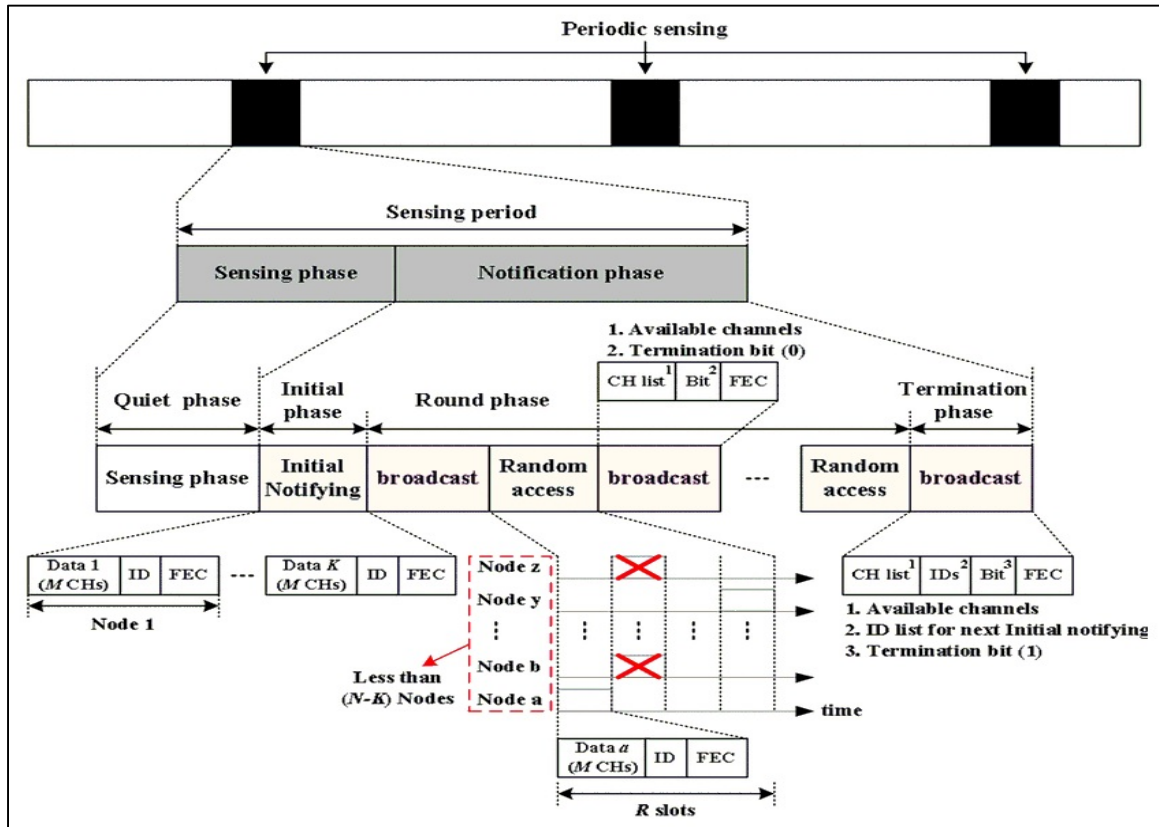 Periodic sensing
Sensing period
Sensing phase
Notification phase
1. Available channels
2. Termination bit (0)
CH list1
Bit2
FEC
Quiet phase
Initial
phase
Round phase
Termination
phase
Sensing phase
Initial
Notifying
broadcast
Random
access
broadcast
---
Random
access
broadcast
Data 1
(M CHs)
ID
FEC
---
Data K
(M CHs)
ID
FEC
Node 1
Node z
Node y
Node b
Node a
Less than
(N-K) Nodes
time
Data a
(M CHs)
ID
FEC
R slots
CH list1
IDs2
Bit3
FEC
1. Available channels
2. ID list for next Initial notifying
3. Termination bit (1)